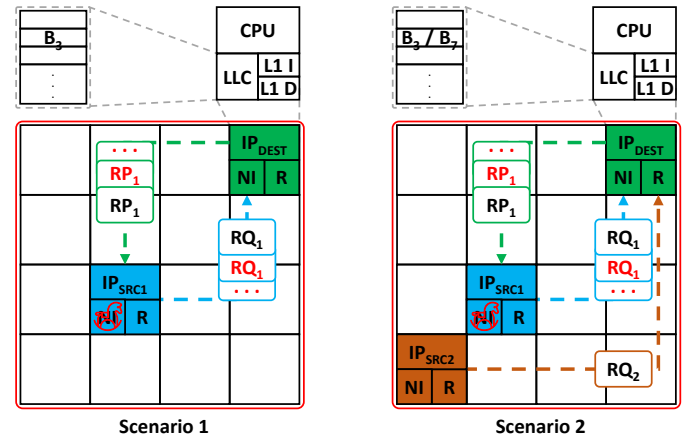 CPU
B3
LLC
L1 I
L1 D
. . .
IPDEST
NI
R
. . .
RP1
RP1
RQ1
RQ1
. . .
IPSRC1
NI
R
Scenario 1
CPU
B3 / B7
LLC
L1 I
L1 D
. . .
IPDEST
NI
R
. . .
RP1
RP1
RQ1
RQ1
. . .
IPSRC1
NI
R
IPSRC2
NI
R
RQ2
Scenario 2